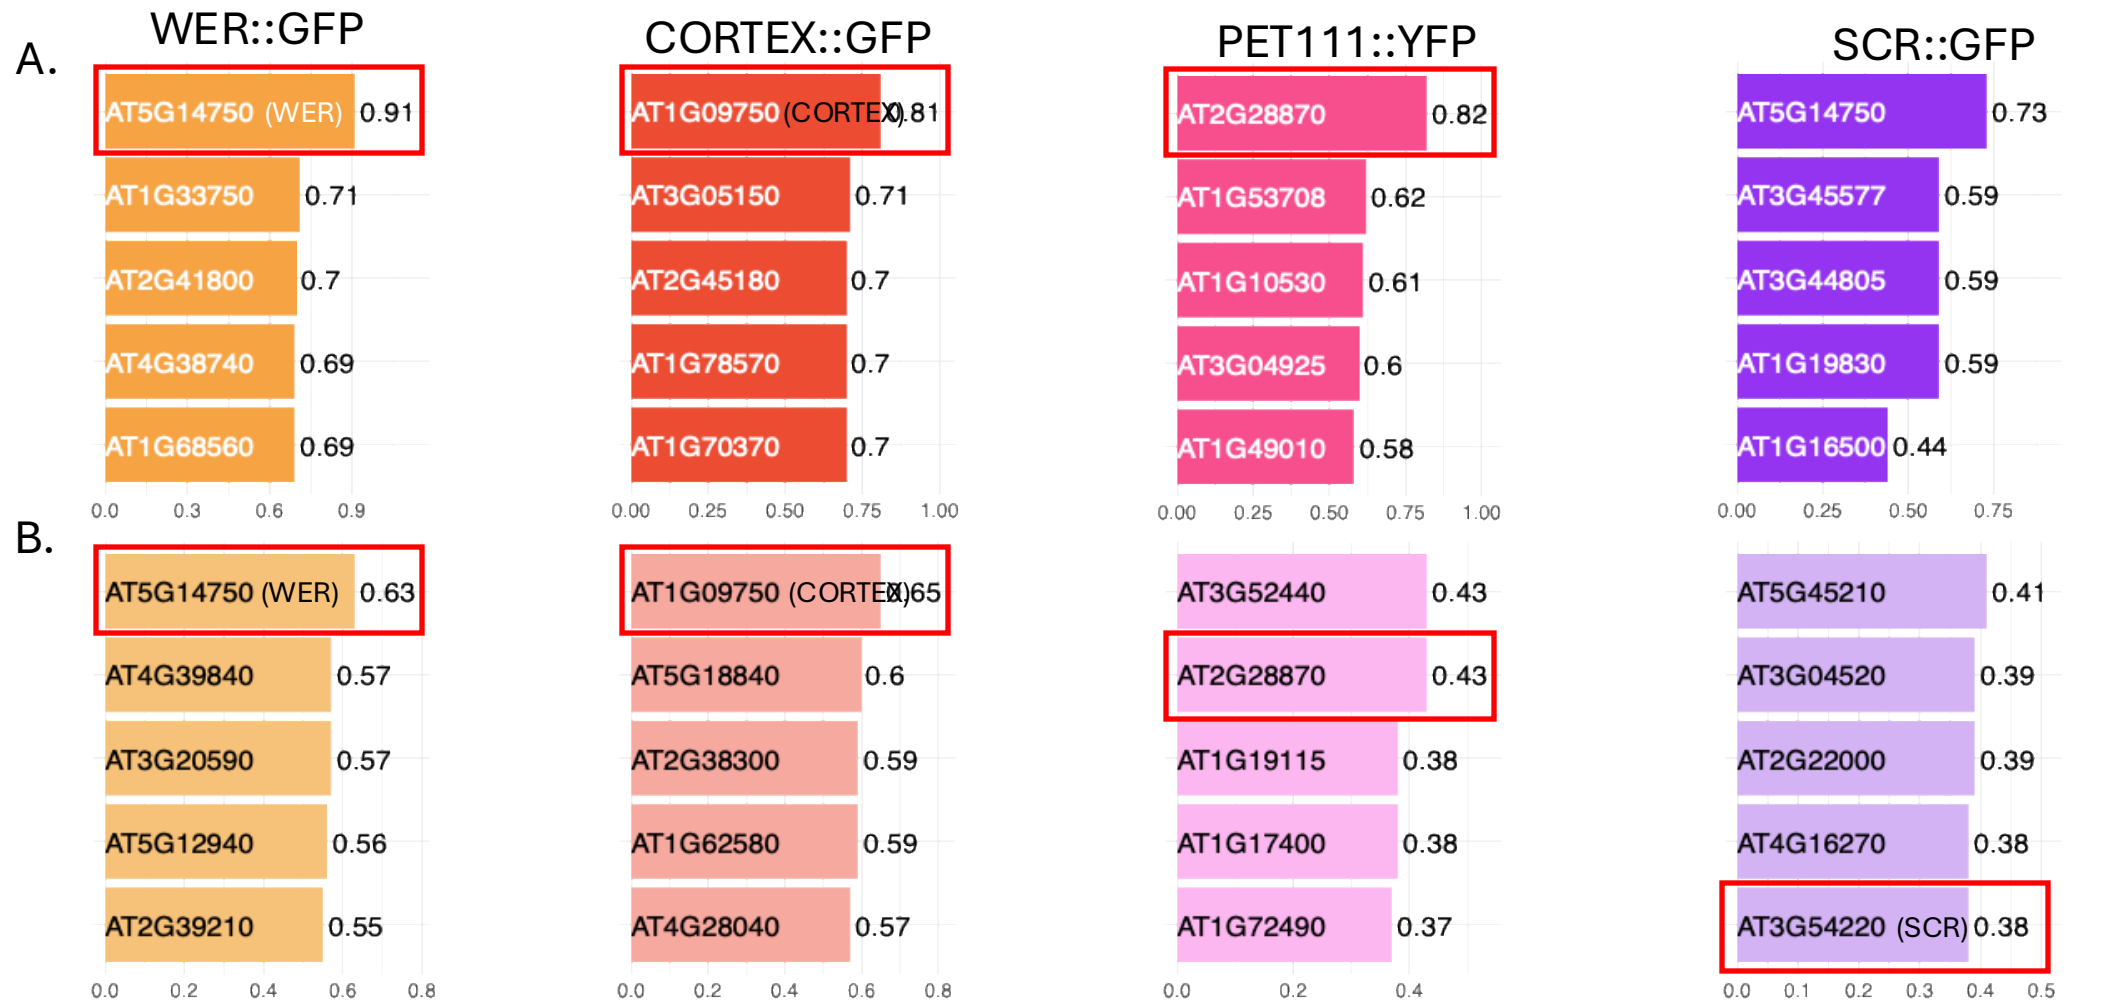 WER::GFP
CORTEX::GFP
PET111::YFP
SCR::GFP
A.
AT5G14750 (WER) 0.91
AT1G33750 0.71
AT2G41800 0.7
AT4G38740 0.69
AT1G68560 0.69
0.0 0.3 0.6 0.9
AT1G09750 (CORTEX) 0.81
AT3G05150 0.71
AT2G45180 0.7
AT1G78570 0.7
AT1G70370 0.7
0.00 0.25 0.50 0.75 1.00
AT2G28870 0.82
AT1G53708 0.62
AT1G10530 0.61
AT3G04925 0.6
AT1G49010 0.58
0.00 0.25 0.50 0.75 1.00
AT5G14750 0.73
AT3G45577 0.59
AT3G44805 0.59
AT1G19830 0.59
AT1G16500 0.44
0.00 0.25 0.50 0.75
B.
AT5G14750 (WER) 0.63
AT4G39840 0.57
AT3G20590 0.57
AT5G12940 0.56
AT2G39210 0.55
0.0 0.2 0.4 0.6 0.8
AT1G09750 (CORTEX) 0.65
AT5G18840 0.6
AT2G38300 0.59
AT1G62580 0.59
AT4G28040 0.57
0.0 0.2 0.4 0.6 0.8
AT3G52440 0.43
AT2G28870 0.43
AT1G19115 0.38
AT1G17400 0.38
AT1G72490 0.37
0.0 0.2 0.4
AT5G45210 0.41
AT3G04520 0.39
AT2G22000 0.39
AT4G16270 0.38
AT3G54220 (SCR) 0.38
0.0 0.1 0.2 0.3 0.4 0.5